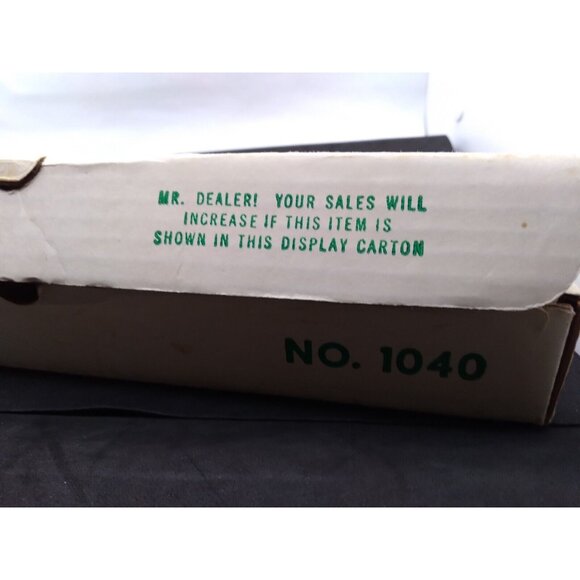 MR. DEALER! YOUR SALES WILL
INCREASE IF THIS ITEM IS
SHOWN IN THIS DISPLAY CARTON
NO. 1040